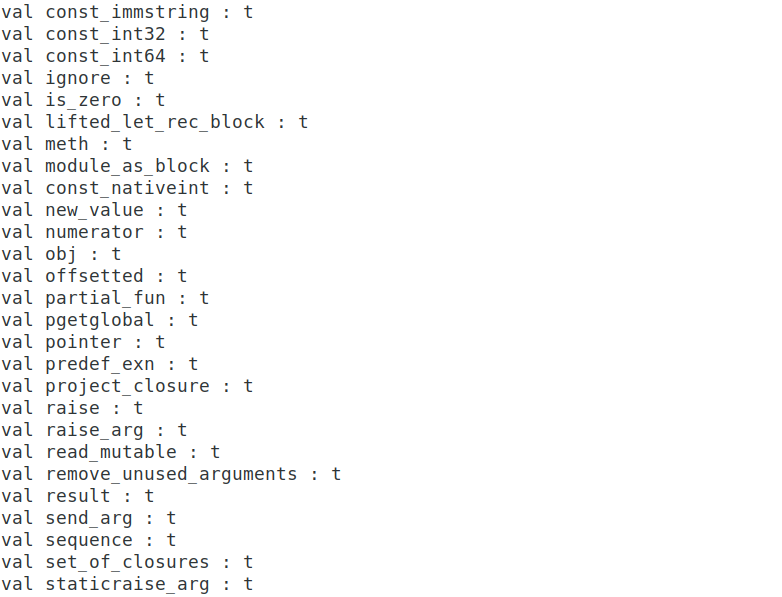 val const_immstring : t
val const_int32 : t
val const_int64 : t
val ignore : t
val is_zero : t
val lifted_let_rec_block : t
val meth : t
val module_as_block : t
val const_nativeint : t
val new_value : t
val numerator : t
val obj : t
val offsetted : t
val partial_fun : t
val pgetglobal : t
val pointer : t
val predef_exn : t
val project_closure : t
val raise : t
val raise_arg : t
val read_mutable : t
val remove_unused_arguments : t
val result : t
val send_arg : t
val sequence : t
val set_of_closures : t
val staticraise_arg : t